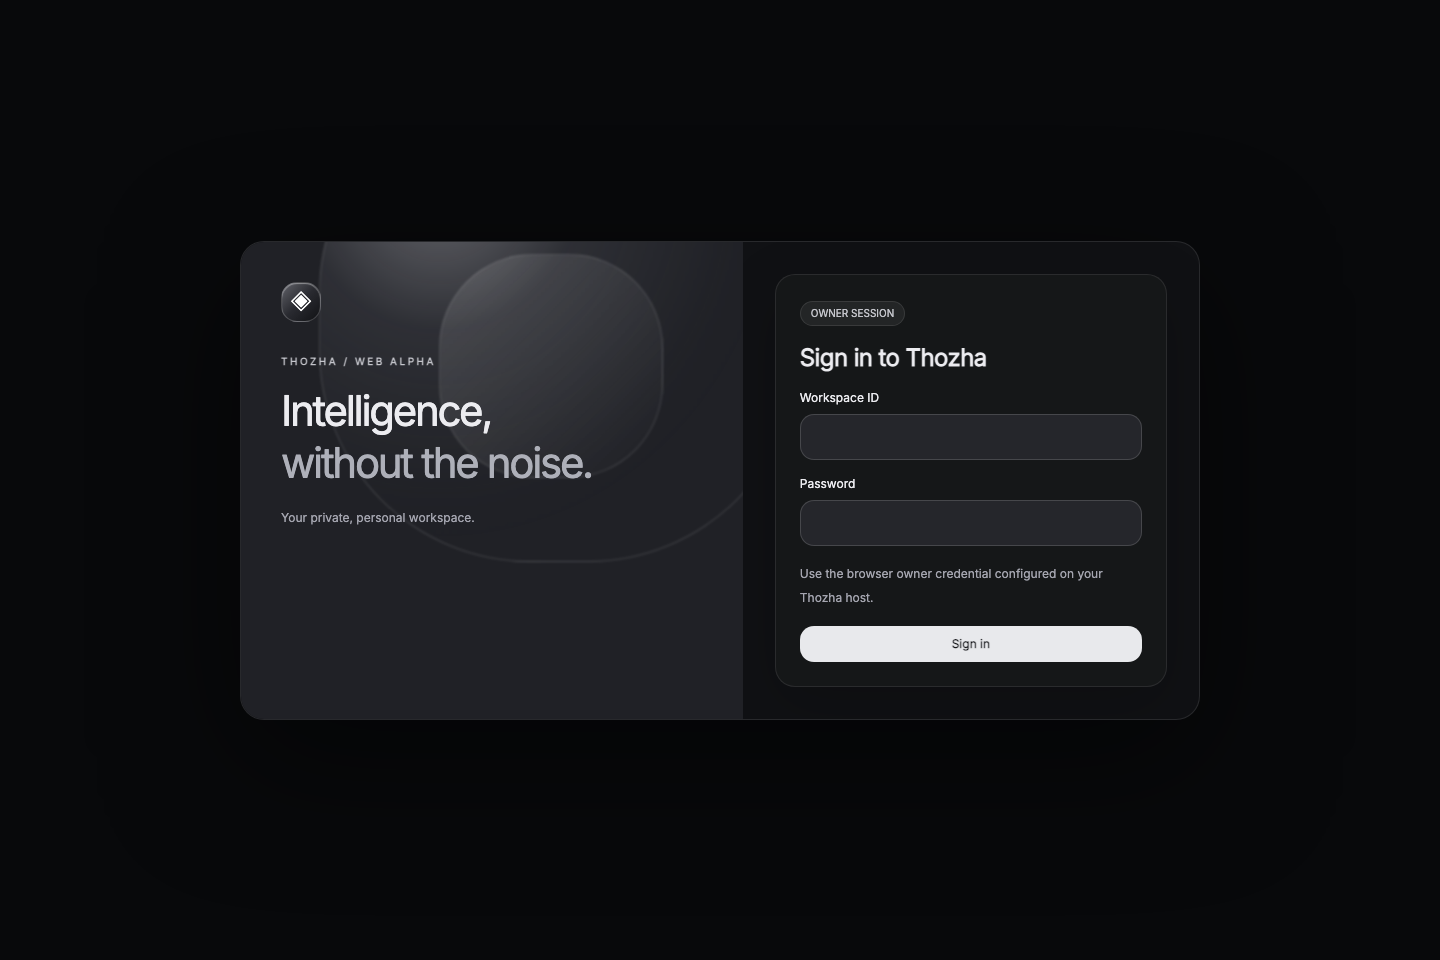 THOZHA / WEB ALPHA
Intelligence,
without the noise.
Your private, personal workspace.
OWNER SESSION
Sign in to Thozha
Workspace ID
Password
Use the browser owner credential configured on your
Thozha host.
Sign in